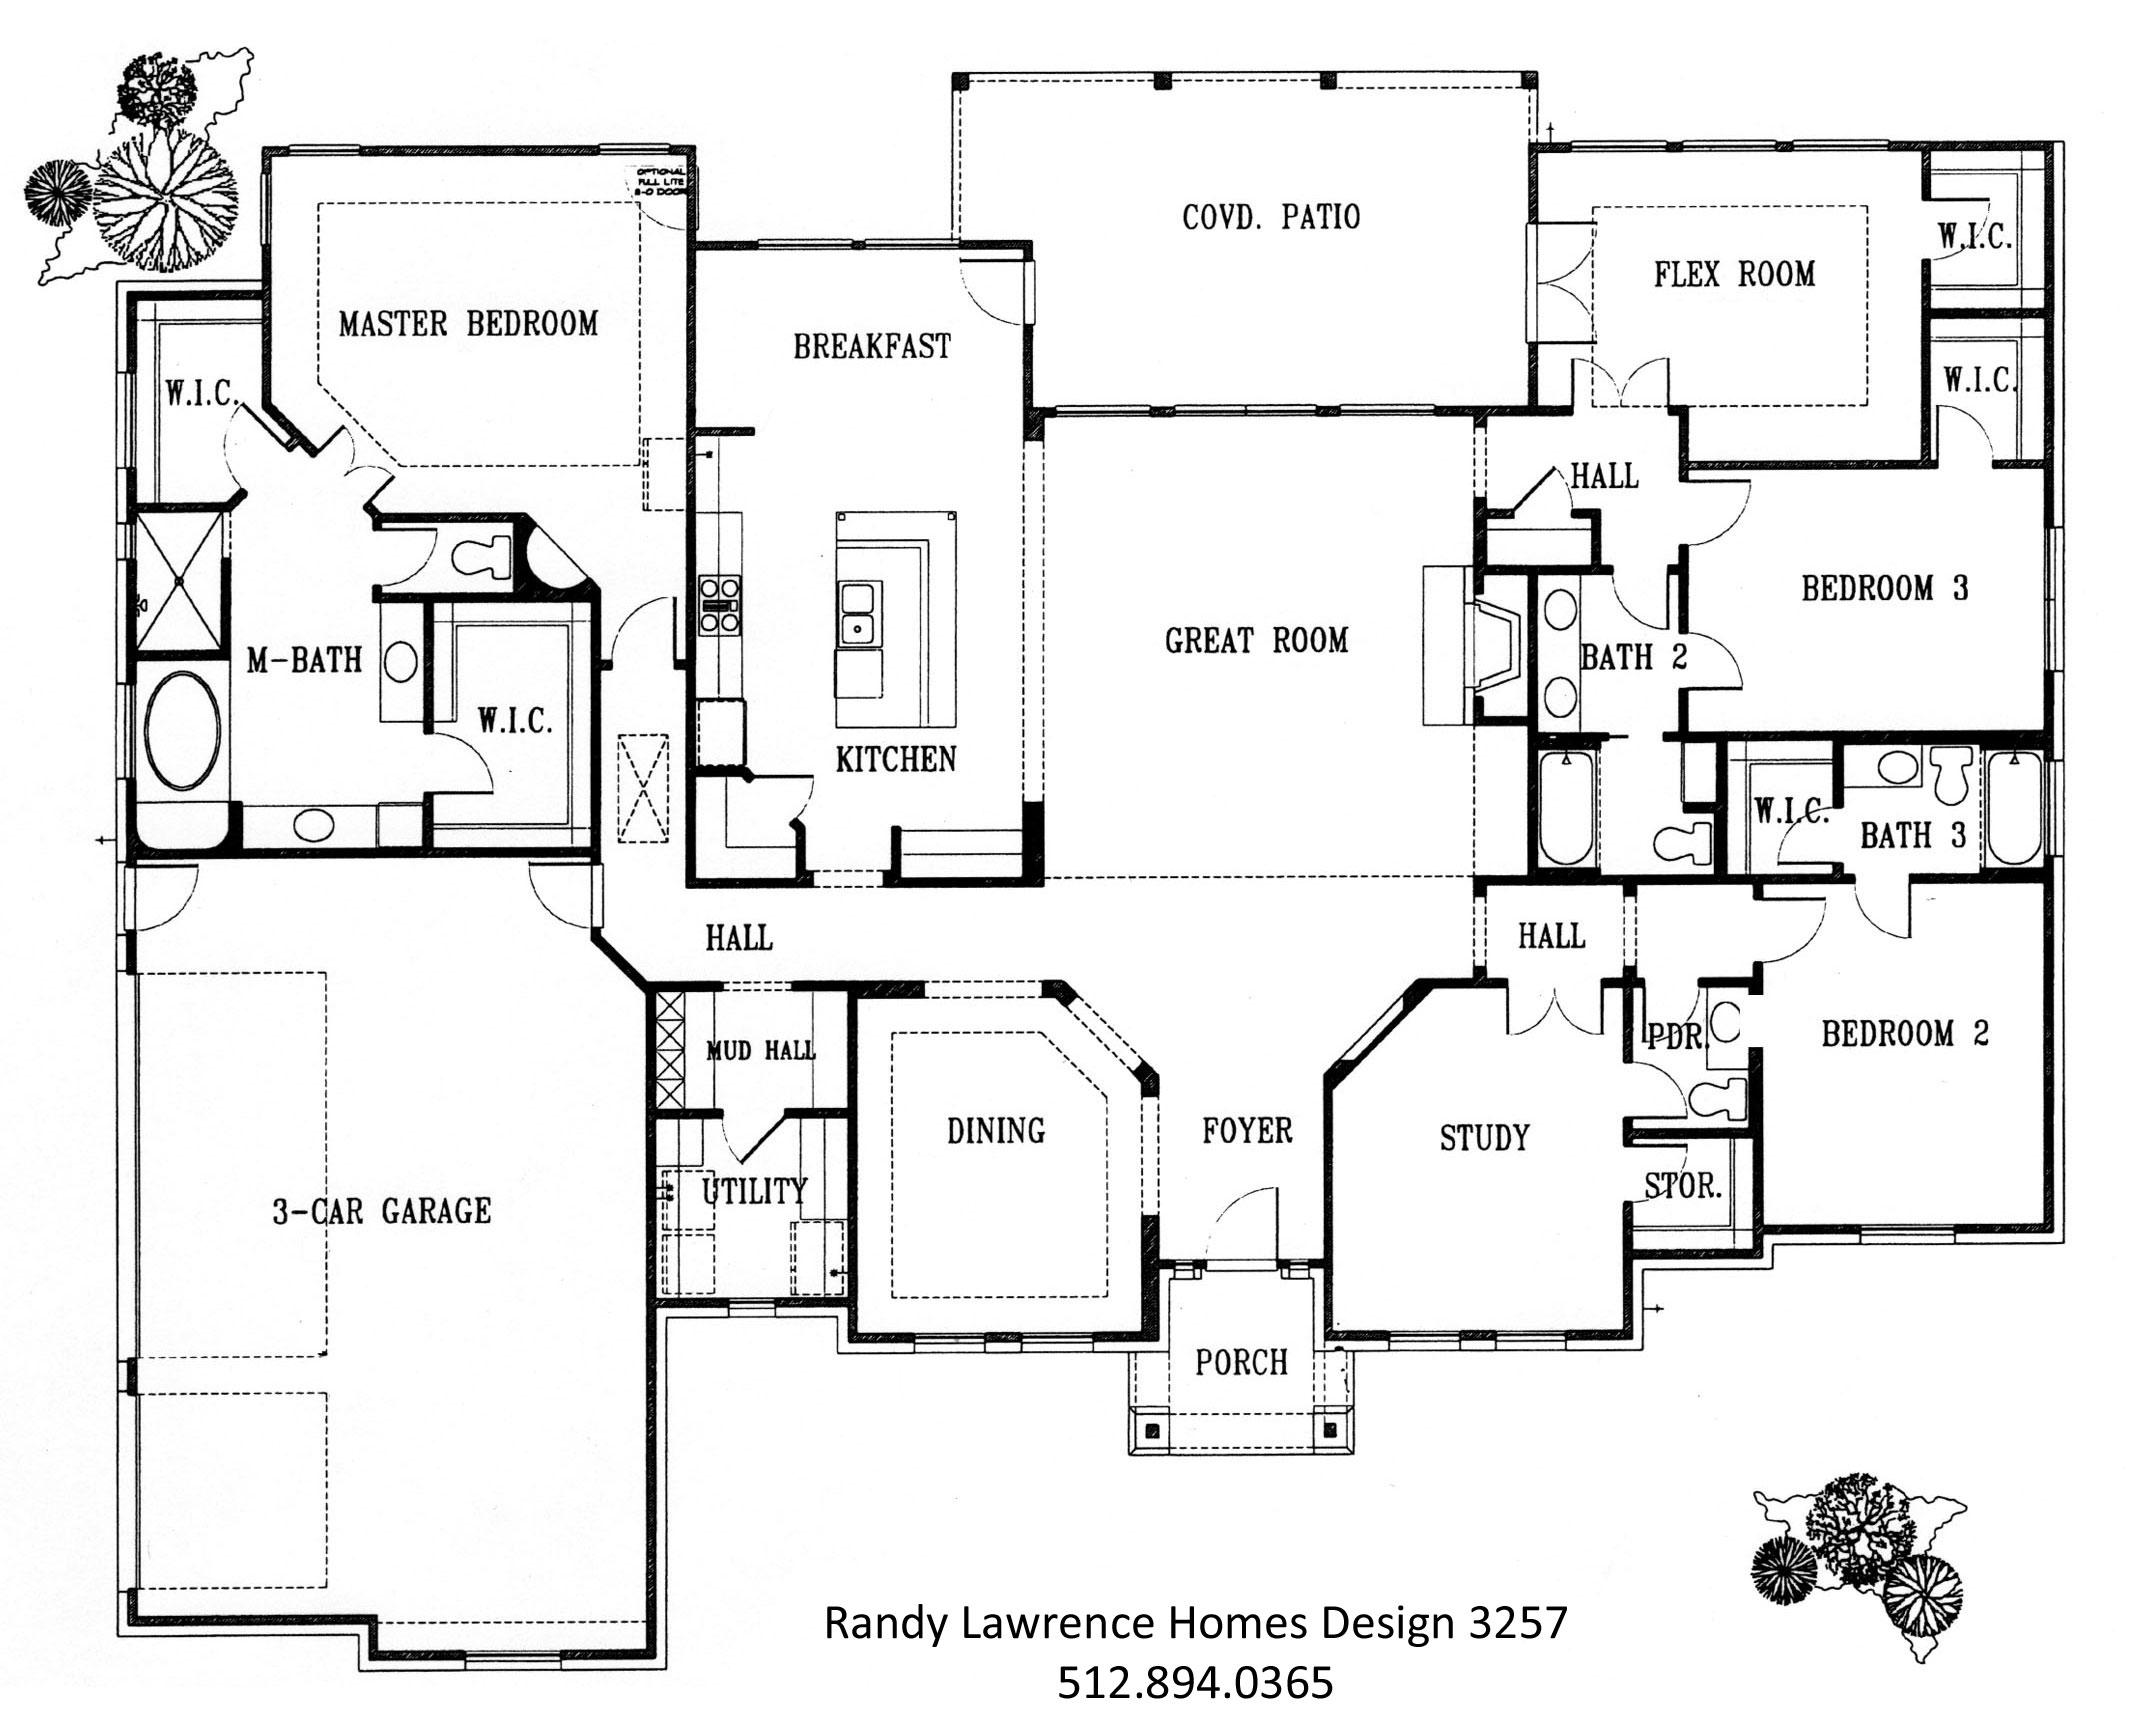 OPTIONAL
FULL LITE
8-0 DOOR
COVD. PATIO
W.I.C.
FLEX ROOM
MASTER BEDROOM
BREAKFAST
W.I.C.
W.I.C.
HALL
BEDROOM 3
GREAT ROOM
M-BATH
BATH 2
W.I.C.
KITCHEN
W.I.C.
BATH 3
HALL
HALL
MUD HALL
PDR.
BEDROOM 2
DINING
FOYER
STUDY
UTILITY
STOR.
3-CAR GARAGE
PORCH
Randy Lawrence Homes Design 3257
512.894.0365